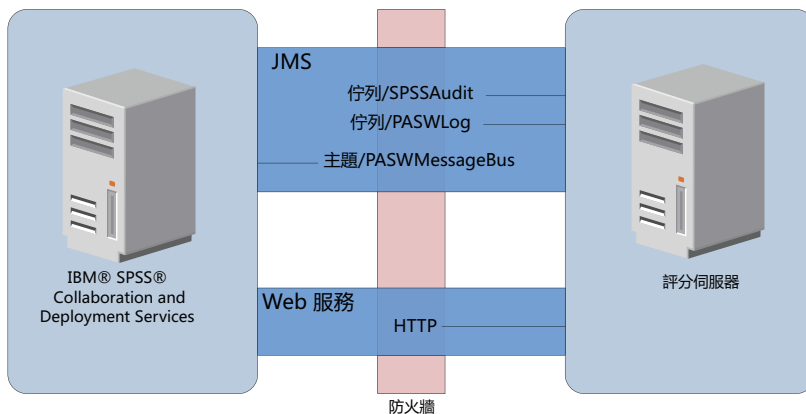 JMS
佇列/SPSSAudit
佇列/PASWLog
主題/PASWMessageBus
IBM® SPSS®
Collaboration and
Deployment Services
評分伺服器
Web 服務
HTTP
防火牆